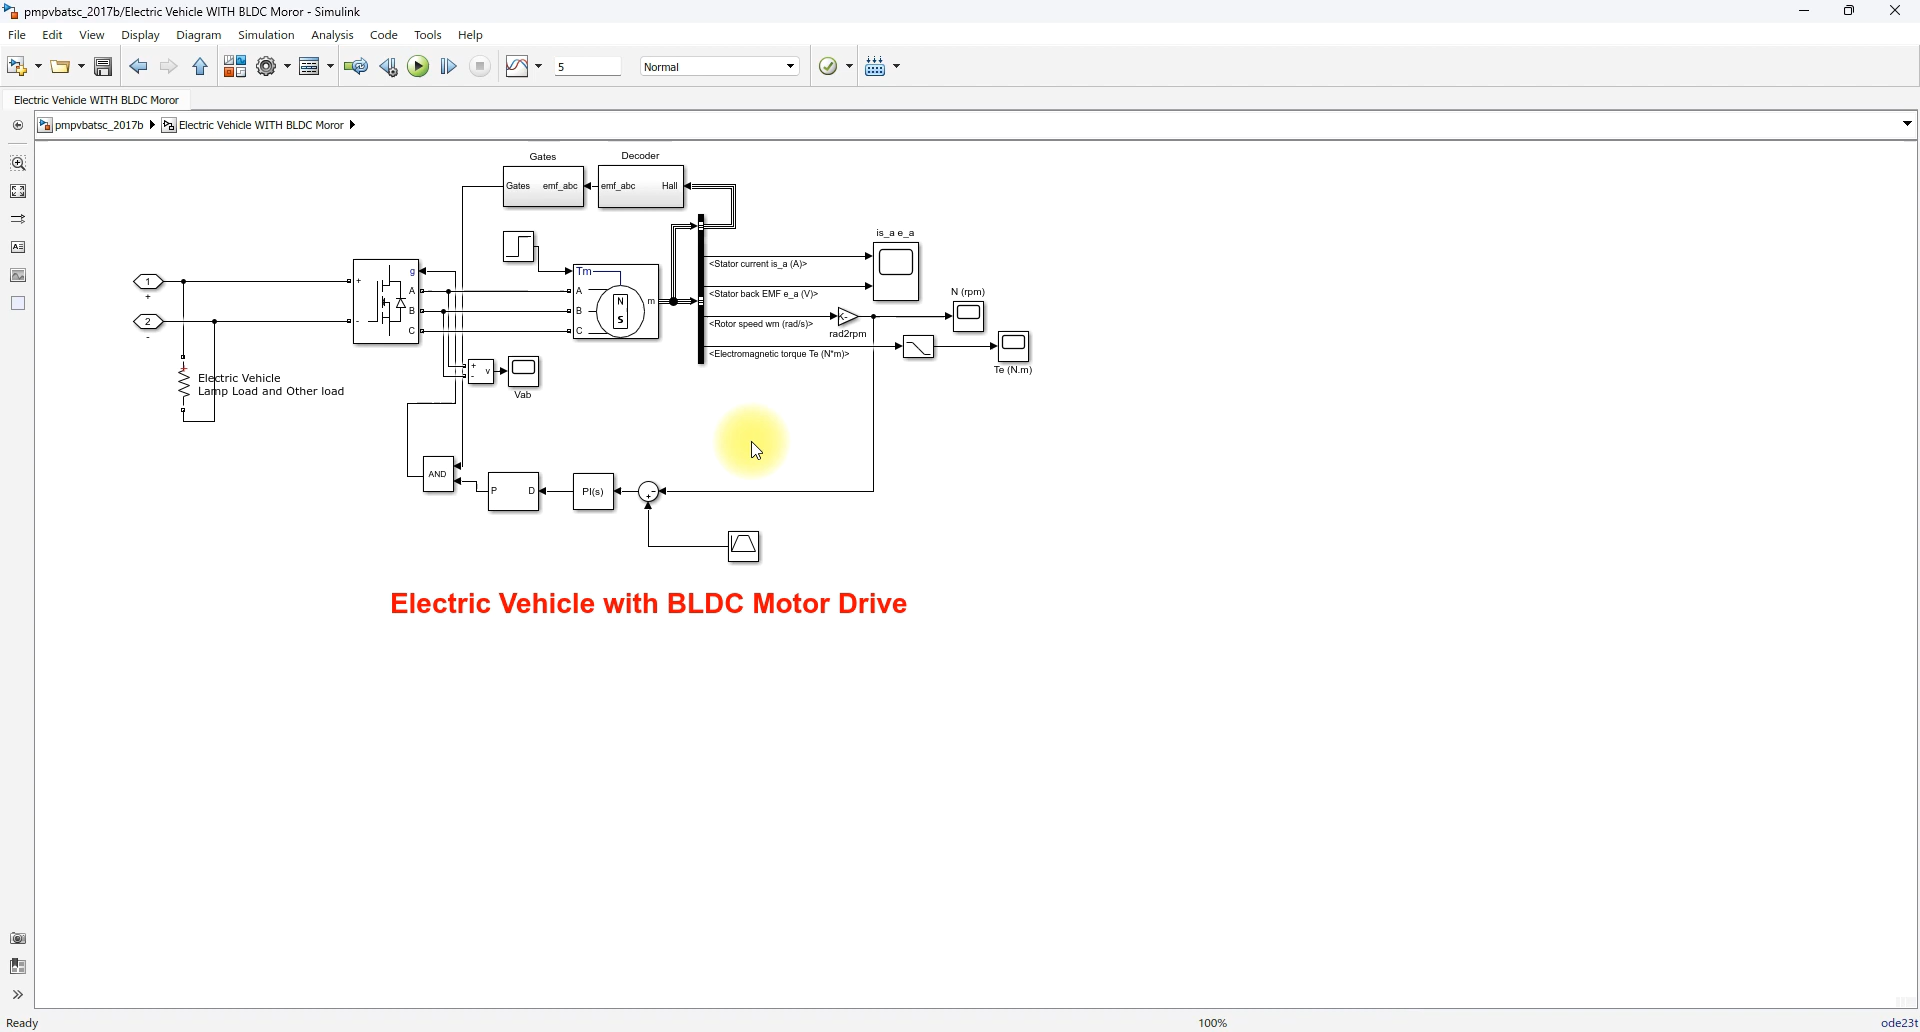 pmpvbatsc_2017b/Electric Vehicle WITH BLDC Moror - Simulink
File Edit View Display Diagram Simulation Analysis Code Tools Help
5 Normal
Electric Vehicle WITH BLDC Moror
pmpvbatsc_2017b Electric Vehicle WITH BLDC Moror
Gates Decoder
Gates emf_abc emf_abc Hall
is_a e_a
g Tm
<Stator current is_a (A)>
1 + A A
+
N m
<Stator back EMF e_a (V)> N (rpm)
B B
2 - S
<Rotor speed wm (rad/s)> K-
-
C C
rad2rpm
<Electromagnetic torque Te (N*m)>
+
- v
Te (N.m)
Electric Vehicle
Lamp Load and Other load
Vab
AND
P D PI(s) -
+
Electric Vehicle with BLDC Motor Drive
Ready 100% ode23t